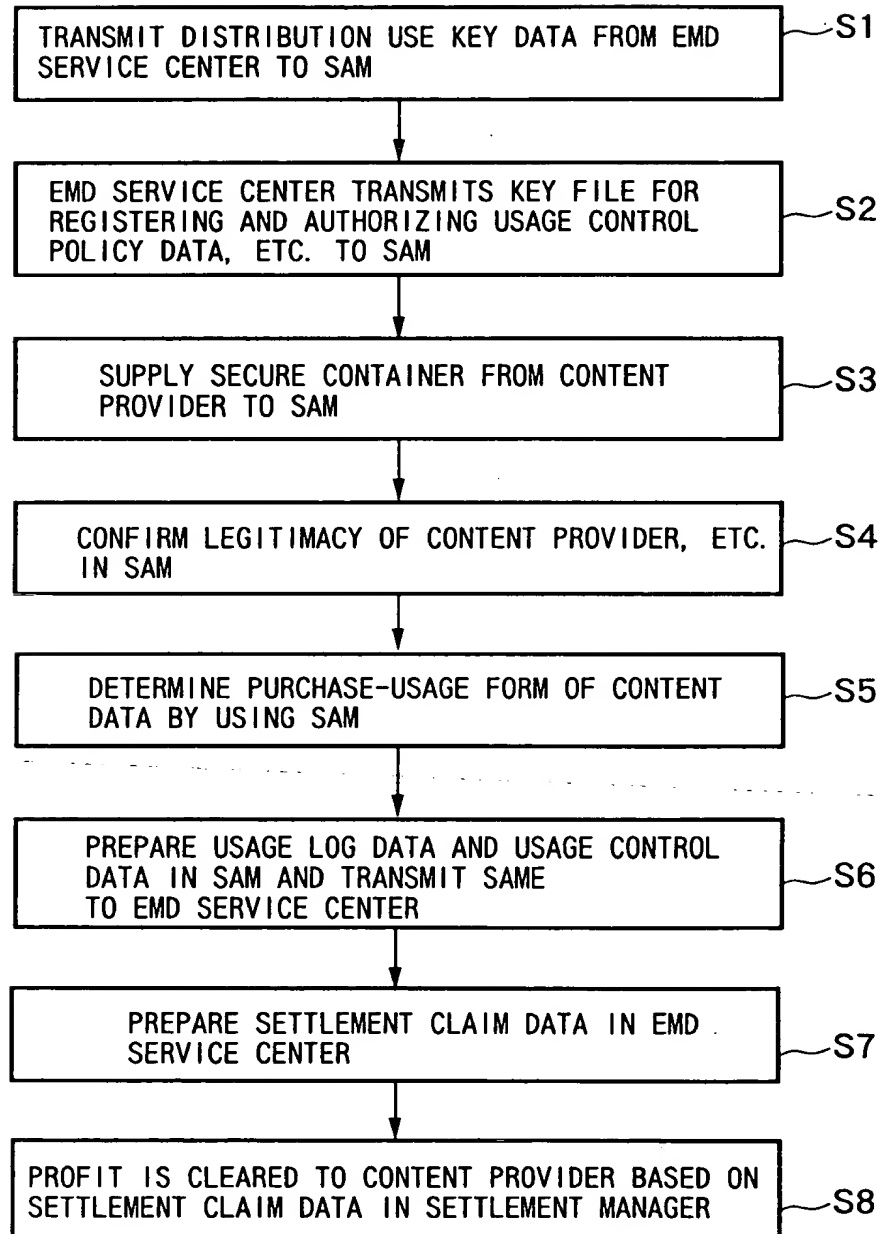 TRANSMIT DISTRIBUTION USE KEY DATA FROM EMD
SERVICE CENTER TO SAM
S1
EMD SERVICE CENTER TRANSMITS KEY FILE FOR
REGISTERING AND AUTHORIZING USAGE CONTROL
POLICY DATA, ETC. TO SAM
S2
SUPPLY SECURE CONTAINER FROM CONTENT
PROVIDER TO SAM
S3
CONFIRM LEGITIMACY OF CONTENT PROVIDER, ETC.
IN SAM
S4
DETERMINE PURCHASE-USAGE FORM OF CONTENT
DATA BY USING SAM
S5
PREPARE USAGE LOG DATA AND USAGE CONTROL
DATA IN SAM AND TRANSMIT SAME
TO EMD SERVICE CENTER
S6
PREPARE SETTLEMENT CLAIM DATA IN EMD
SERVICE CENTER
S7
PROFIT IS CLEARED TO CONTENT PROVIDER BASED ON
SETTLEMENT CLAIM DATA IN SETTLEMENT MANAGER
S8